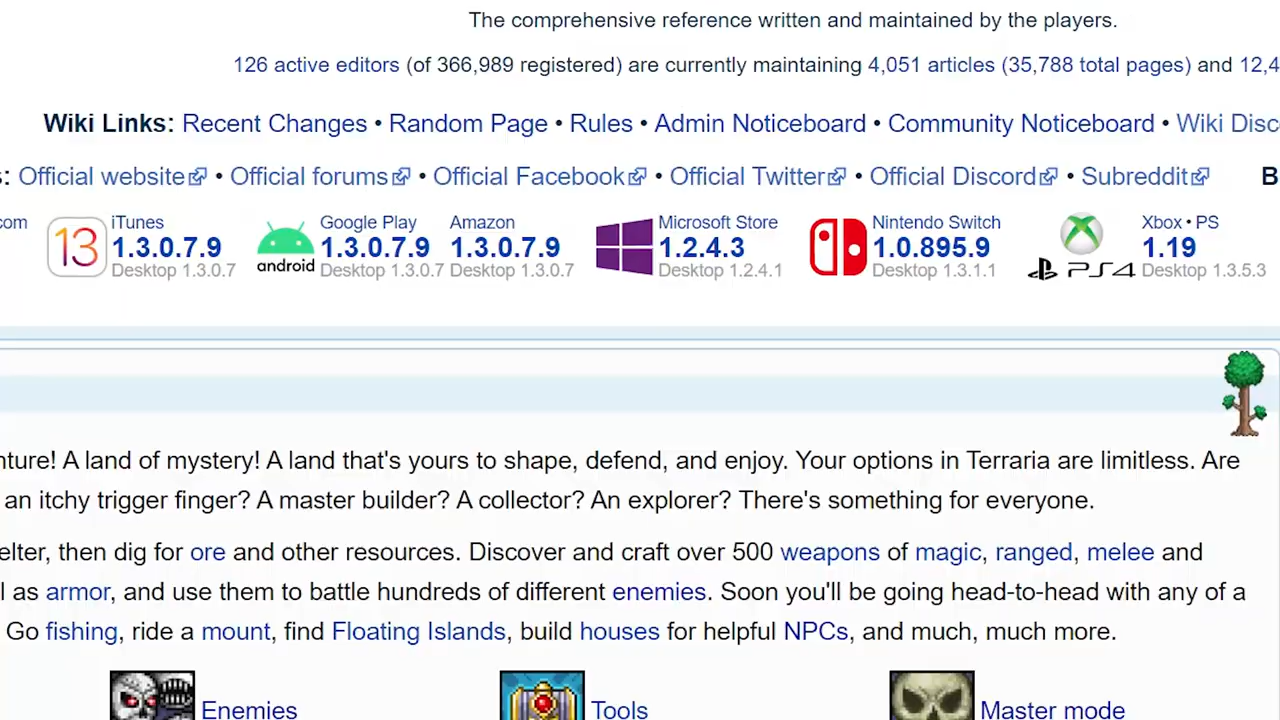 The comprehensive reference written and maintained by the players.
126 active editors (of 366,989 registered) are currently maintaining 4,051 articles (35,788 total pages) and 12,4
Wiki Links: Recent Changes • Random Page • Rules • Admin Noticeboard • Community Noticeboard • Wiki Disc
s: Official website • Official forums • Official Facebook • Official Twitter • Official Discord • Subreddit B
com iTunes Google Play Amazon Microsoft Store Nintendo Switch Xbox • PS
13 1.3.0.7.9 1.3.0.7.9 1.3.0.7.9 1.2.4.3 1.0.895.9 1.19
android PS4 Desktop 1.3.0.7 Desktop 1.3.0.7 Desktop 1.3.0.7 Desktop 1.2.4.1 Desktop 1.3.1.1 Desktop 1.3.5.3
nture! A land of mystery! A land that's yours to shape, defend, and enjoy. Your options in Terraria are limitless. Are
an itchy trigger finger? A master builder? A collector? An explorer? There's something for everyone.
elter, then dig for ore and other resources. Discover and craft over 500 weapons of magic, ranged, melee and
l as armor, and use them to battle hundreds of different enemies. Soon you'll be going head-to-head with any of a
Go fishing, ride a mount, find Floating Islands, build houses for helpful NPCs, and much, much more.
Enemies Tools Master mode